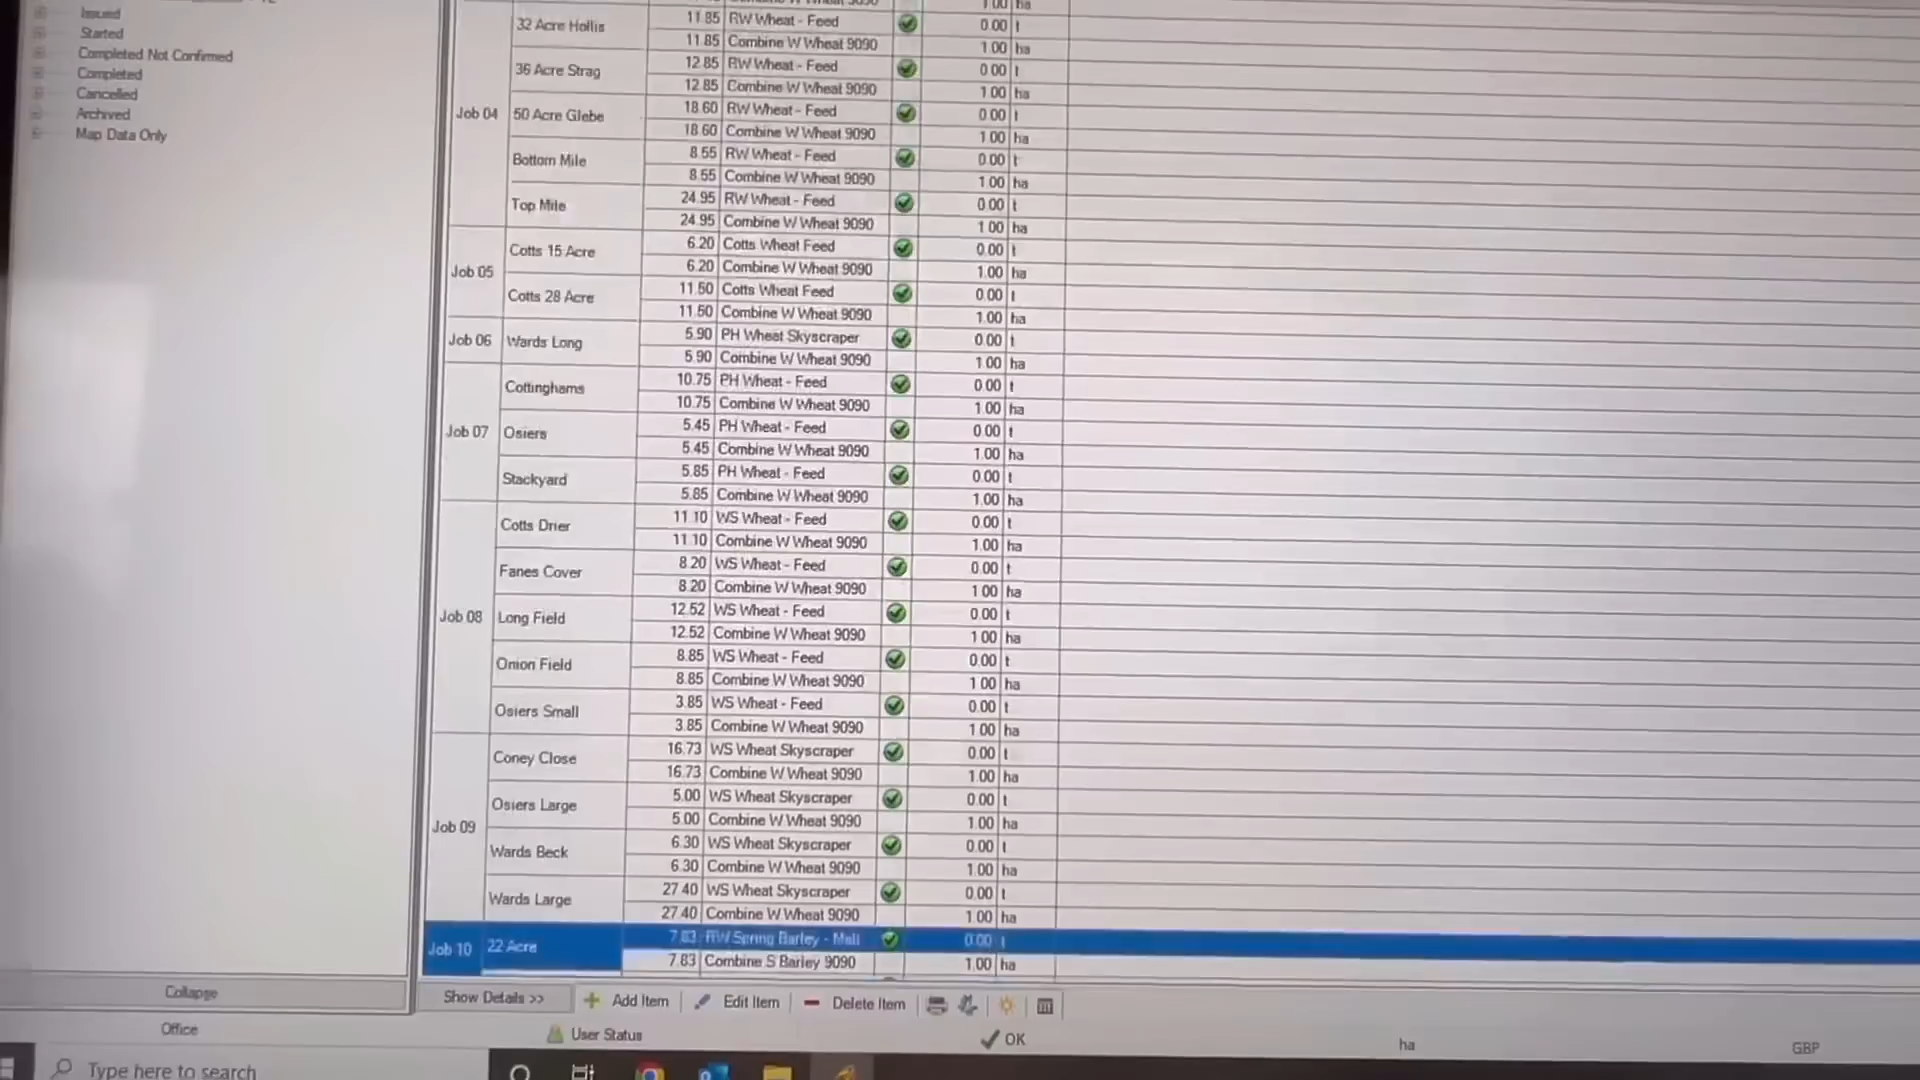 Issued
Started
Completed Not Confirmed
Completed
Cancelled
Archived
Map Data Only
1.00 ha
32 Acre Hollis 11.85 RW Wheat - Feed 0.00 t
11.85 Combine W Wheat 9090 1.00 ha
36 Acre Strag 12.85 RW Wheat - Feed 0.00 t
12.85 Combine W Wheat 9090 1.00 ha
Job 04 50 Acre Glebe 18.60 RW Wheat - Feed 0.00 t
18.60 Combine W Wheat 9090 1.00 ha
Bottom Mile 8.55 RW Wheat - Feed 0.00 t
8.55 Combine W Wheat 9090 1.00 ha
Top Mile 24.95 RW Wheat - Feed 0.00 t
24.95 Combine W Wheat 9090 1.00 ha
Job 05 Cotts 15 Acre 6.20 Cotts Wheat Feed 0.00 t
6.20 Combine W Wheat 9090 1.00 ha
Cotts 28 Acre 11.50 Cotts Wheat Feed 0.00 t
11.50 Combine W Wheat 9090 1.00 ha
Job 06 Wards Long 5.90 PH Wheat Skyscraper 0.00 t
5.90 Combine W Wheat 9090 1.00 ha
Cottinghams 10.75 PH Wheat - Feed 0.00 t
10.75 Combine W Wheat 9090 1.00 ha
Job 07 Osiers 5.45 PH Wheat - Feed 0.00 t
5.45 Combine W Wheat 9090 1.00 ha
Stackyard 5.85 PH Wheat - Feed 0.00 t
5.85 Combine W Wheat 9090 1.00 ha
Cotts Drier 11.10 WS Wheat - Feed 0.00 t
11.10 Combine W Wheat 9090 1.00 ha
Fanes Cover 8.20 WS Wheat - Feed 0.00 t
8.20 Combine W Wheat 9090 1.00 ha
Job 08 Long Field 12.52 WS Wheat - Feed 0.00 t
12.52 Combine W Wheat 9090 1.00 ha
Onion Field 8.85 WS Wheat - Feed 0.00 t
8.85 Combine W Wheat 9090 1.00 ha
Osiers Small 3.85 WS Wheat - Feed 0.00 t
3.85 Combine W Wheat 9090 1.00 ha
Coney Close 16.73 WS Wheat Skyscraper 0.00 t
16.73 Combine W Wheat 9090 1.00 ha
Osiers Large 5.00 WS Wheat Skyscraper 0.00 t
Job 09 5.00 Combine W Wheat 9090 1.00 ha
Wards Beck 6.30 WS Wheat Skyscraper 0.00 t
6.30 Combine W Wheat 9090 1.00 ha
Wards Large 27.40 WS Wheat Skyscraper 0.00 t
27.40 Combine W Wheat 9090 1.00 ha
Job 10 22 Acre 7.83 RW Spring Barley - Malt 0.00 t
7.83 Combine S Barley 9090 1.00 ha
Collapse
Show Details >> Add Item Edit Item Delete Item
Office User Status OK ha GBP
Type here to search